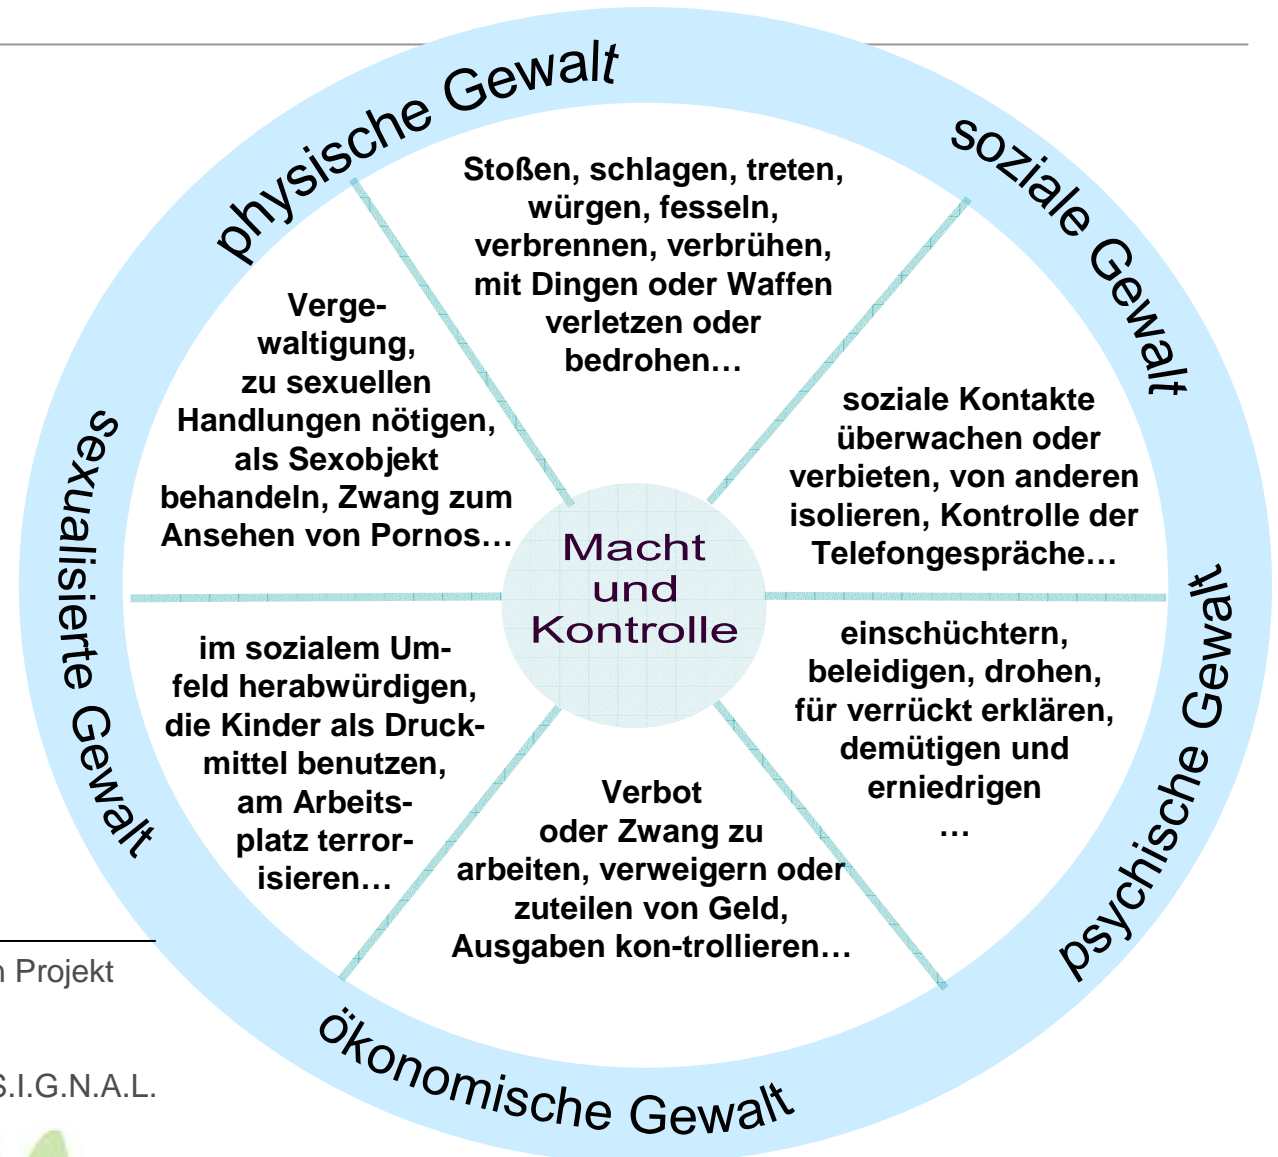 physische Gewalt
soziale Gewalt
Stoßen, schlagen, treten,
würgen, fesseln,
verbrennen, verbrühen,
mit Dingen oder Waffen
verletzen oder
bedrohen…
Verge-
waltigung,
zu sexuellen
Handlungen nötigen,
als Sexobjekt
behandeln, Zwang zum
Ansehen von Pornos…
soziale Kontakte
überwachen oder
verbieten, von anderen
isolieren, Kontrolle der
Telefongespräche…
sexualisierte Gewalt
Macht
und
Kontrolle
psychische Gewalt
im sozialem Um-
feld herabwürdigen,
die Kinder als Druck-
mittel benutzen,
am Arbeits-
platz terror-
isieren…
einschüchtern,
beleidigen, drohen,
für verrückt erklären,
demütigen und
erniedrigen
…
Verbot
oder Zwang zu
arbeiten, verweigern oder
zuteilen von Geld,
Ausgaben kon-trollieren…
ökonomische Gewalt
Projekt
S.I.G.N.A.L.